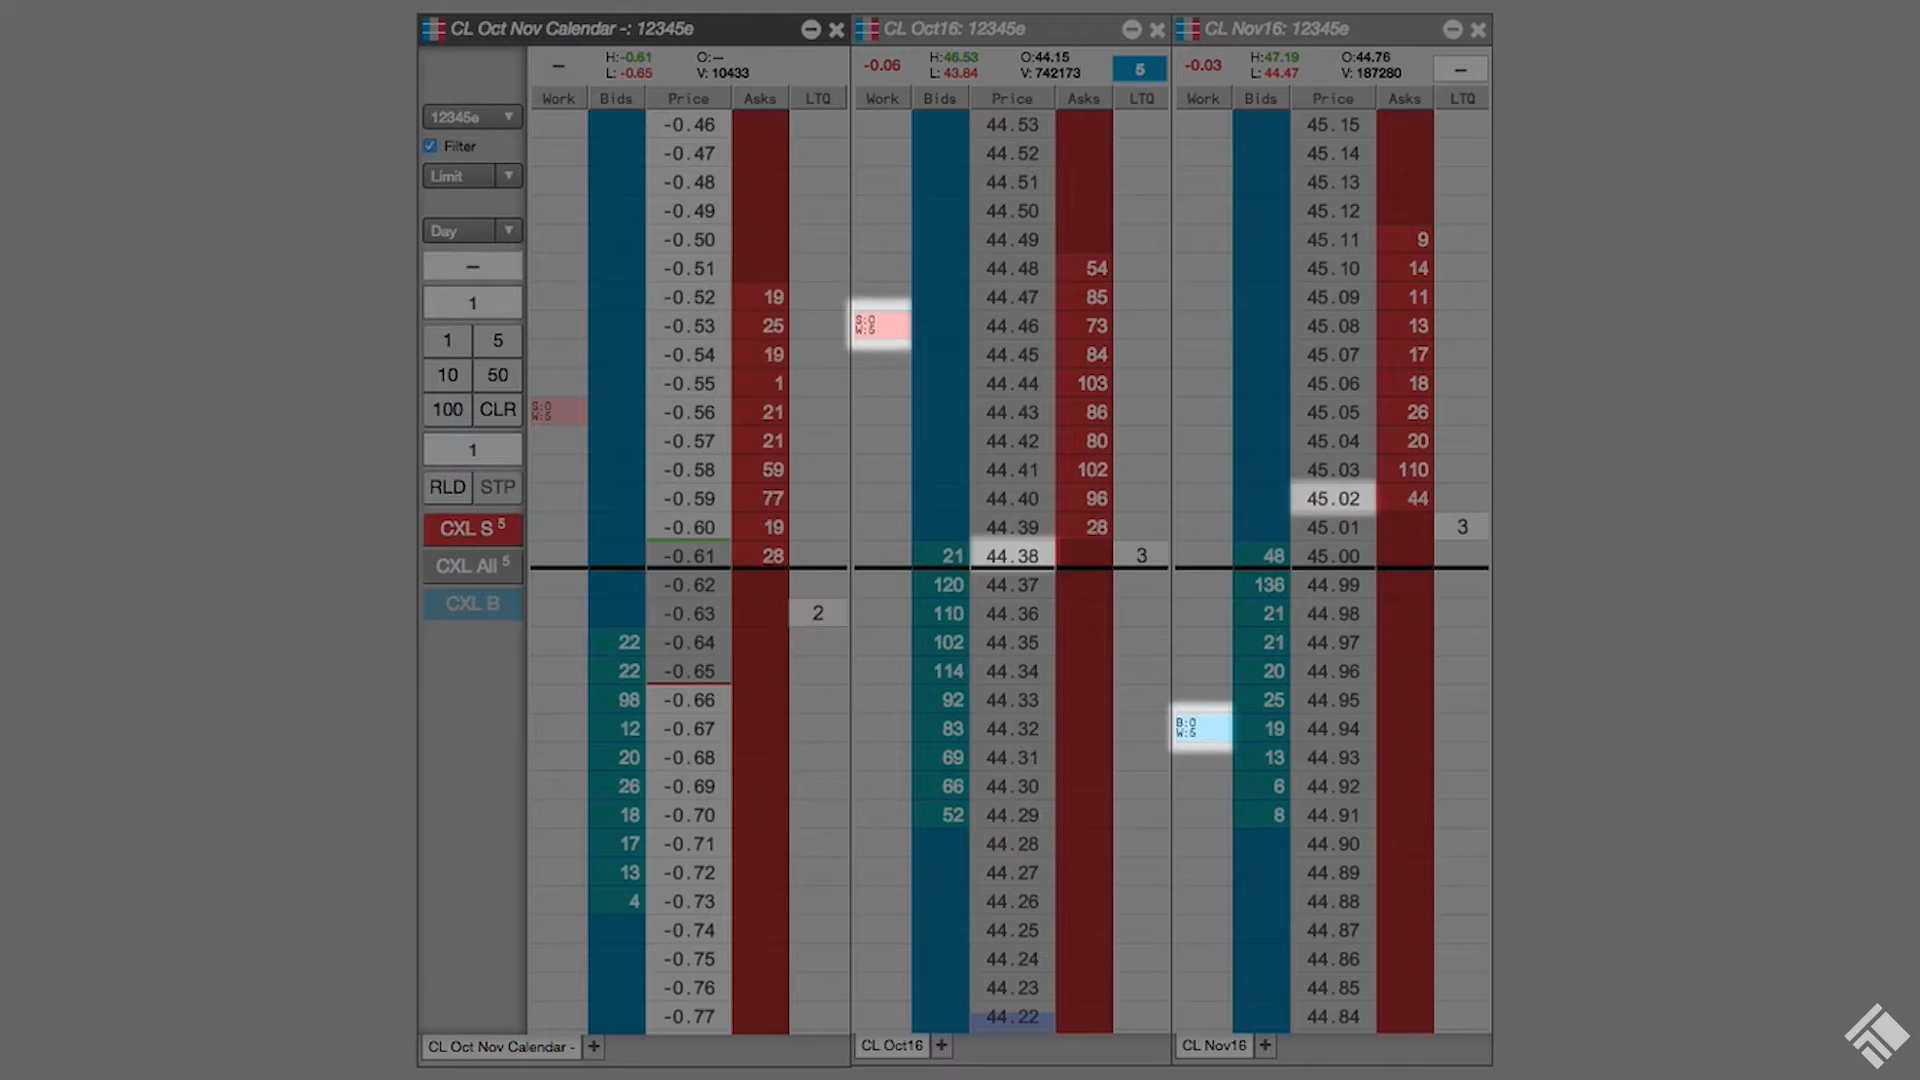 CL Oct Nov Calendar -: 12345e
CL Oct16: 12345e
CL Nov16: 12345e
— H:-0.61 O:—
L: -0.65 V: 10433
-0.06 H:46.53 O:44.15 5
L: 43.84 V: 742173
-0.03 H:47.19 O:44.76 —
L: 44.47 V: 187280
Work Bids Price Asks LTQ Work Bids Price Asks LTQ Work Bids Price Asks LTQ
12345e
Filter
Limit
Day
—
1
1 5
10 50
100 CLR
1
RLD STP
CXL S 5
CXL All 5
CXL B
-0.46 44.53 45.15
-0.47 44.52 45.14
-0.48 44.51 45.13
-0.49 44.50 45.12
-0.50 44.49 45.11 9
-0.51 44.48 54 45.10 14
-0.52 19 44.47 85 45.09 11
-0.53 25 S:0 W:5 44.46 73 45.08 13
-0.54 19 44.45 84 45.07 17
-0.55 1 44.44 103 45.06 18
S:0 W:5 -0.56 21 44.43 86 45.05 26
-0.57 21 44.42 80 45.04 20
-0.58 59 44.41 102 45.03 110
-0.59 77 44.40 96 45.02 44
-0.60 19 44.39 28 45.01 3
-0.61 28 21 44.38 3 48 45.00
-0.62 120 44.37 136 44.99
-0.63 2 110 44.36 21 44.98
22 -0.64 102 44.35 21 44.97
22 -0.65 114 44.34 20 44.96
98 -0.66 92 44.33 25 44.95
12 -0.67 83 44.32 B:0 W:5 19 44.94
20 -0.68 69 44.31 13 44.93
26 -0.69 66 44.30 6 44.92
18 -0.70 52 44.29 8 44.91
17 -0.71 44.28 44.90
13 -0.72 44.27 44.89
4 -0.73 44.26 44.88
-0.74 44.25 44.87
-0.75 44.24 44.86
-0.76 44.23 44.85
-0.77 44.22 44.84
CL Oct Nov Calendar - +
CL Oct16 +
CL Nov16 +